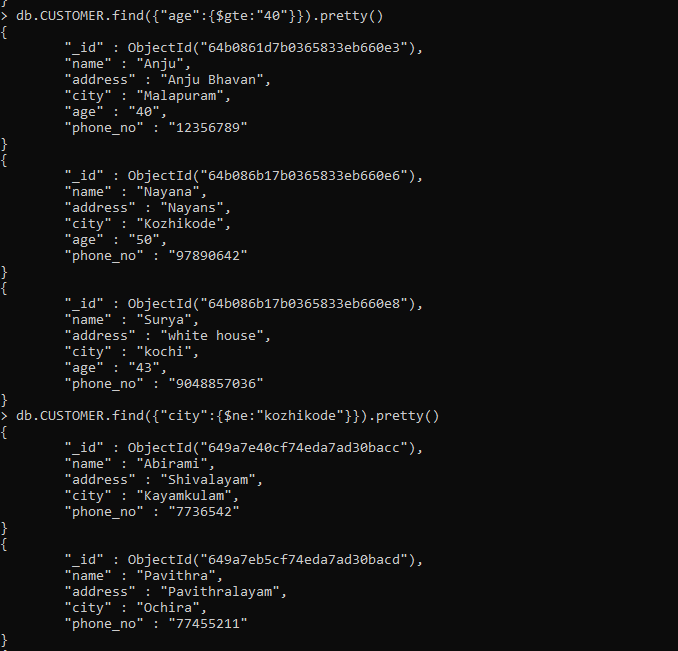 }
> db.CUSTOMER.find({"age":{$gte:"40"}}).pretty()
{
        "_id" : ObjectId("64b0861d7b0365833eb660e3"),
        "name" : "Anju",
        "address" : "Anju Bhavan",
        "city" : "Malapuram",
        "age" : "40",
        "phone_no" : "12356789"
}
{
        "_id" : ObjectId("64b086b17b0365833eb660e6"),
        "name" : "Nayana",
        "address" : "Nayans",
        "city" : "Kozhikode",
        "age" : "50",
        "phone_no" : "97890642"
}
{
        "_id" : ObjectId("64b086b17b0365833eb660e8"),
        "name" : "Surya",
        "address" : "white house",
        "city" : "kochi",
        "age" : "43",
        "phone_no" : "9048857036"
}
> db.CUSTOMER.find({"city":{$ne:"kozhikode"}}).pretty()
{
        "_id" : ObjectId("649a7e40cf74eda7ad30bacc"),
        "name" : "Abirami",
        "address" : "Shivalayam",
        "city" : "Kayamkulam",
        "phone_no" : "7736542"
}
{
        "_id" : ObjectId("649a7eb5cf74eda7ad30bacd"),
        "name" : "Pavithra",
        "address" : "Pavithralayam",
        "city" : "Ochira",
        "phone_no" : "77455211"
}